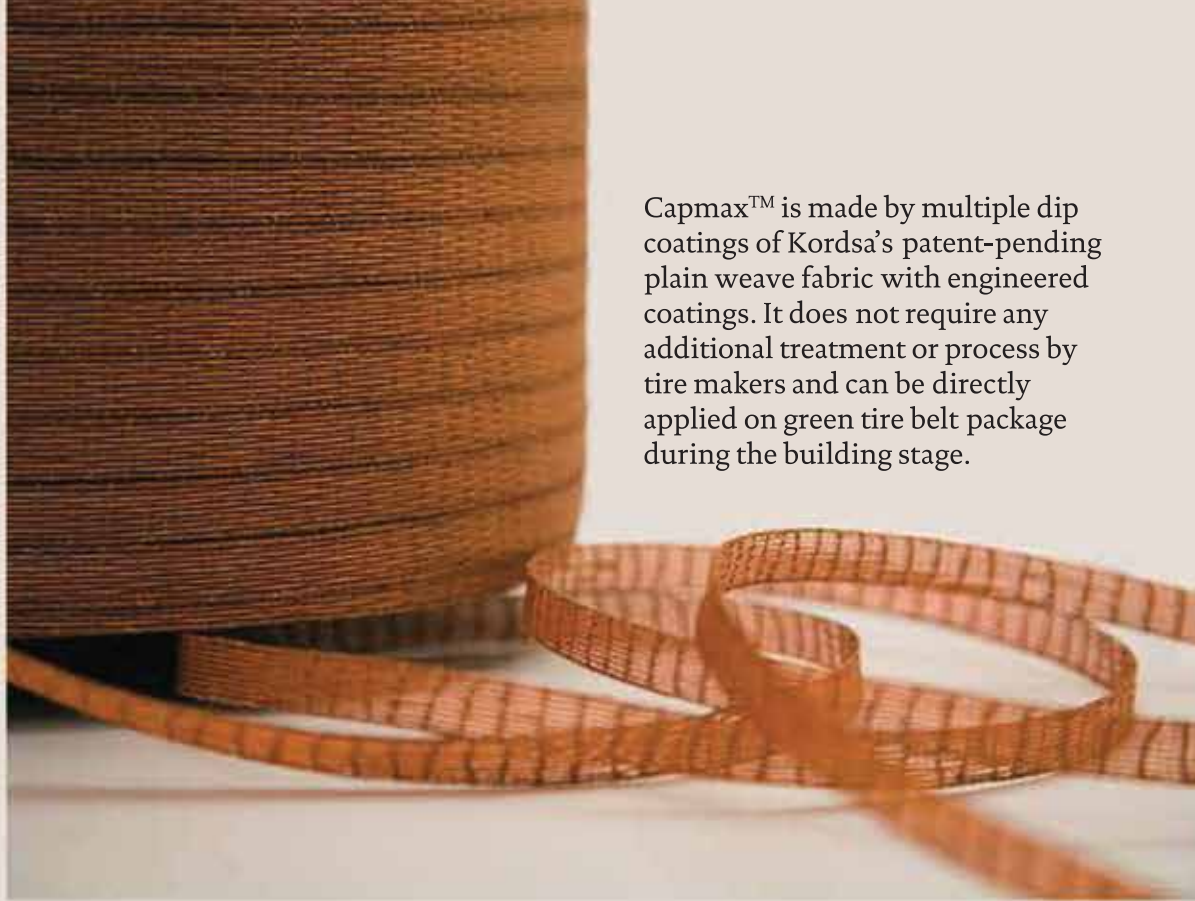 Capmax™ is made by multiple dip
coatings of Kordsa’s patent-pending
plain weave fabric with engineered
coatings. It does not require any
additional treatment or process by
tire makers and can be directly
applied on green tire belt package
during the building stage.